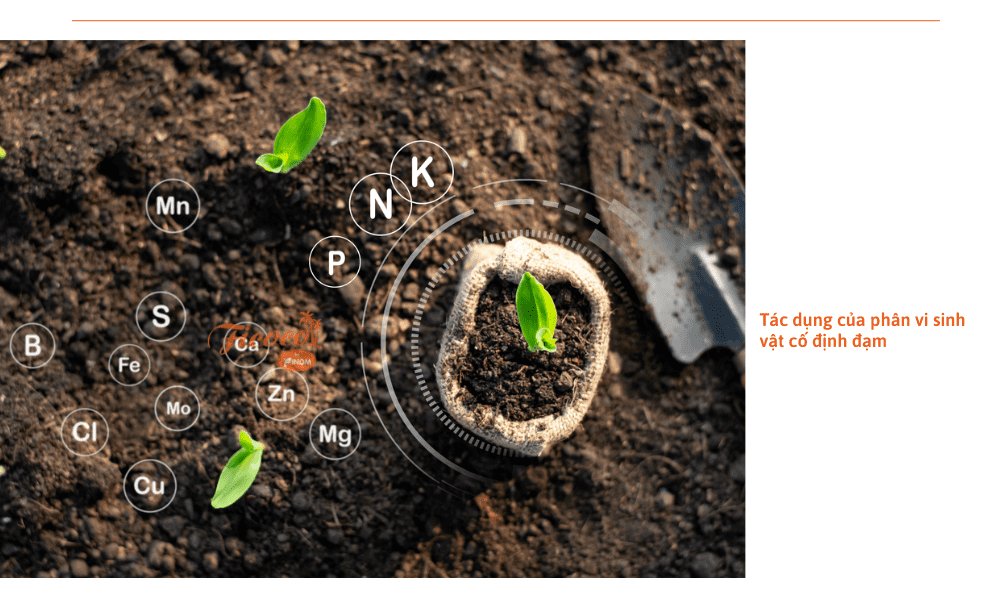 K
N
Mn
P
S
B
Ca
Fe
Zn
Mo
Cl
Mg
Cu
Tác dụng của phân vi sinh
vật cố định đạm